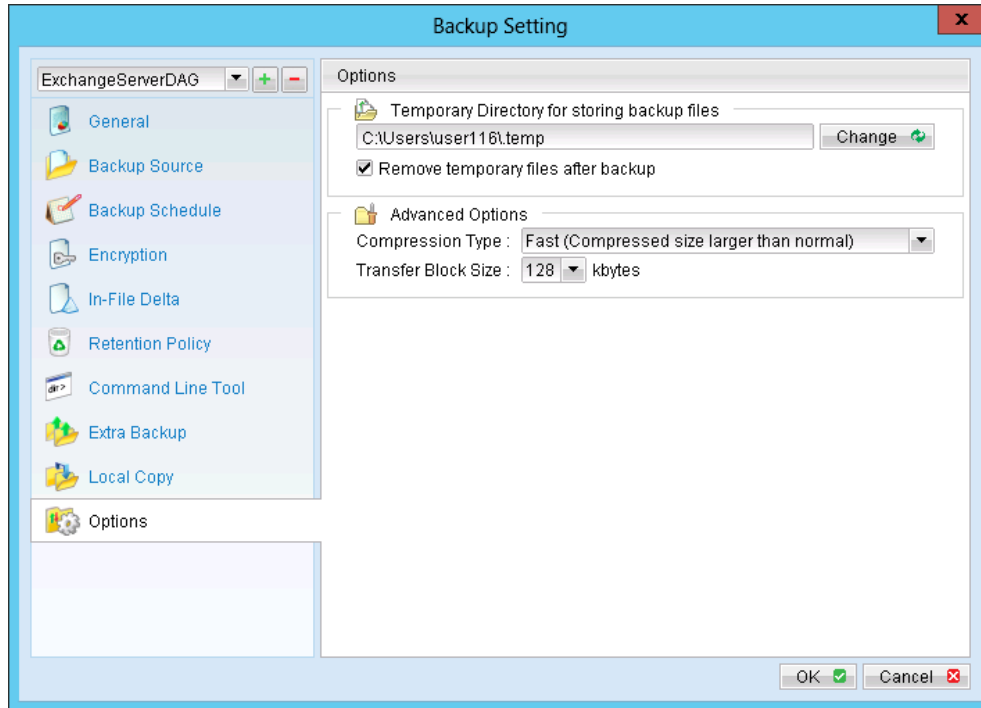 Backup Setting
x
ExchangeServerDAG
General
Backup Source
Backup Schedule
Encryption
In-File Delta
Retention Policy
dir>
Command Line Tool
Extra Backup
Local Copy
Options
Options
Temporary Directory for storing backup files
C:\Users\user116\.temp
Change
Remove temporary files after backup
Advanced Options
Compression Type : Fast (Compressed size larger than normal)
Transfer Block Size : 128 kbytes
OK
Cancel